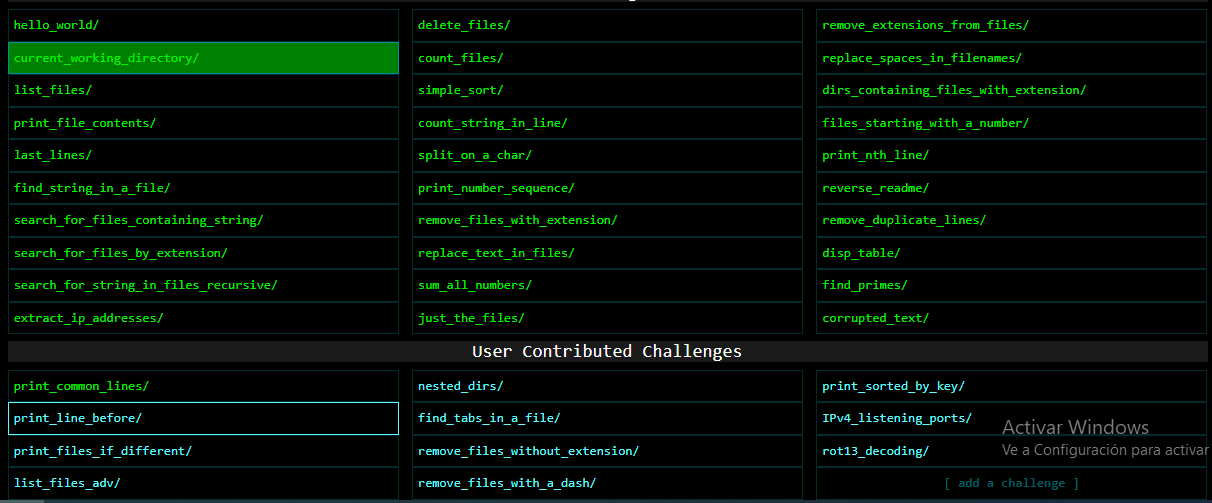 hello_world/
current_working_directory/
list_files/
print_file_contents/
last_lines/
find_string_in_a_file/
search_for_files_containing_string/
search_for_files_by_extension/
search_for_string_in_files_recursive/
extract_ip_addresses/
delete_files/
count_files/
simple_sort/
count_string_in_line/
split_on_a_char/
print_number_sequence/
remove_files_with_extension/
replace_text_in_files/
sum_all_numbers/
just_the_files/
remove_extensions_from_files/
replace_spaces_in_filenames/
dirs_containing_files_with_extension/
files_starting_with_a_number/
print_nth_line/
reverse_readme/
remove_duplicate_lines/
disp_table/
find_primes/
corrupted_text/
User Contributed Challenges
print_common_lines/
print_line_before/
print_files_if_different/
list_files_adv/
nested_dirs/
find_tabs_in_a_file/
remove_files_without_extension/
remove_files_with_a_dash/
print_sorted_by_key/
IPv4_listening_ports/
rot13_decoding/
[ add a challenge ]
Activar Windows
Ve a Configuración para activar